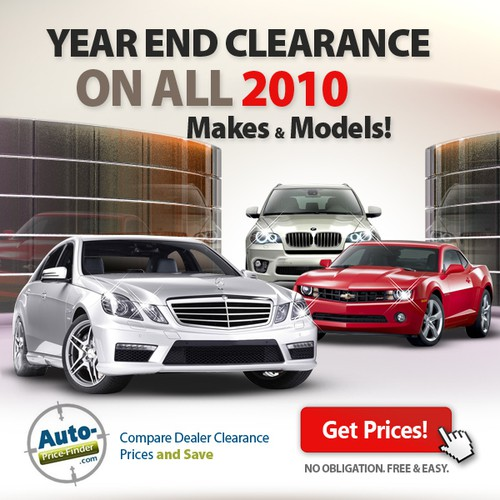 YEAR END CLEARANCE
ON ALL 2010
Makes & Models!
Auto-
Price-Finder
.com
Compare Dealer Clearance
Prices and Save
Get Prices!
NO OBLIGATION. FREE & EASY.